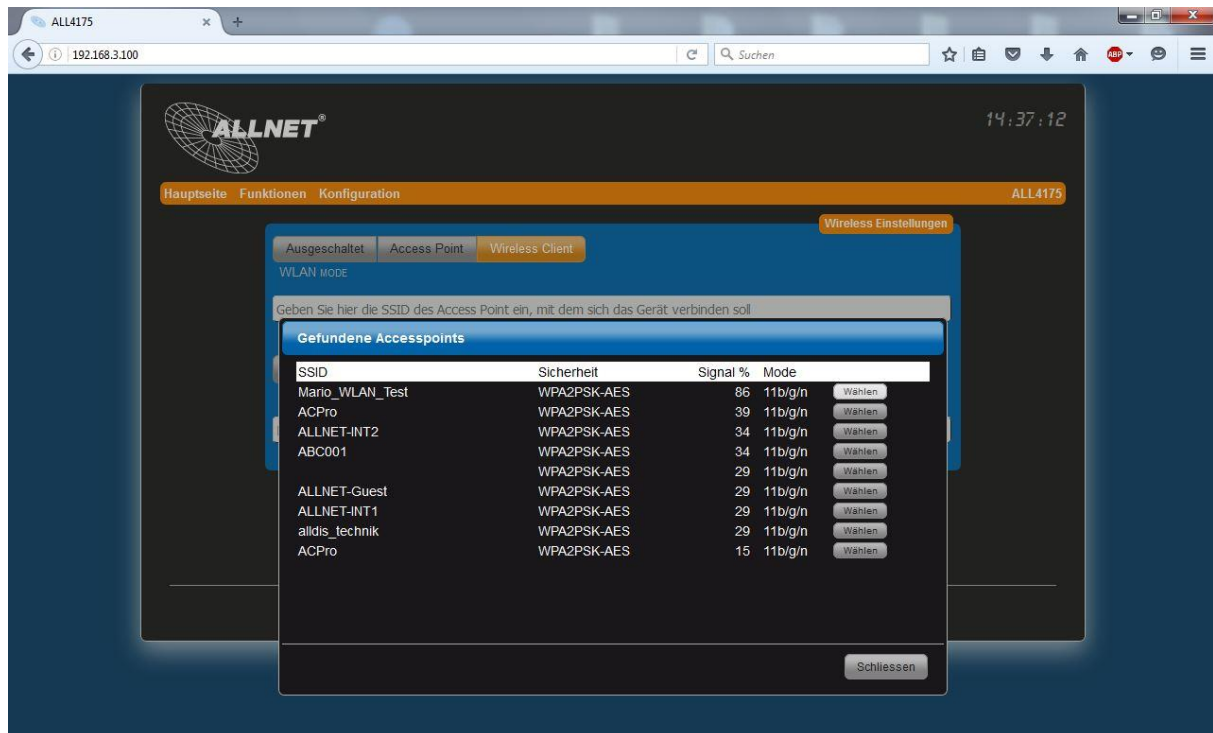 ALL4175
192.168.3.100
Suchen
ABP
ALLNET®
14:37:12
Hauptseite Funktionen Konfiguration ALL4175
Wireless Einstellungen
Ausgeschaltet Access Point Wireless Client
WLAN MODE
Geben Sie hier die SSID des Access Point ein, mit dem sich das Gerät verbinden soll
Gefundene Accesspoints
SSID Sicherheit Signal % Mode
Mario_WLAN_Test WPA2PSK-AES 86 11b/g/n Wählen
ACPro WPA2PSK-AES 39 11b/g/n Wählen
ALLNET-INT2 WPA2PSK-AES 34 11b/g/n Wählen
ABC001 WPA2PSK-AES 34 11b/g/n Wählen
WPA2PSK-AES 29 11b/g/n Wählen
ALLNET-Guest WPA2PSK-AES 29 11b/g/n Wählen
ALLNET-INT1 WPA2PSK-AES 29 11b/g/n Wählen
alldis_technik WPA2PSK-AES 29 11b/g/n Wählen
ACPro WPA2PSK-AES 15 11b/g/n Wählen
Schliessen